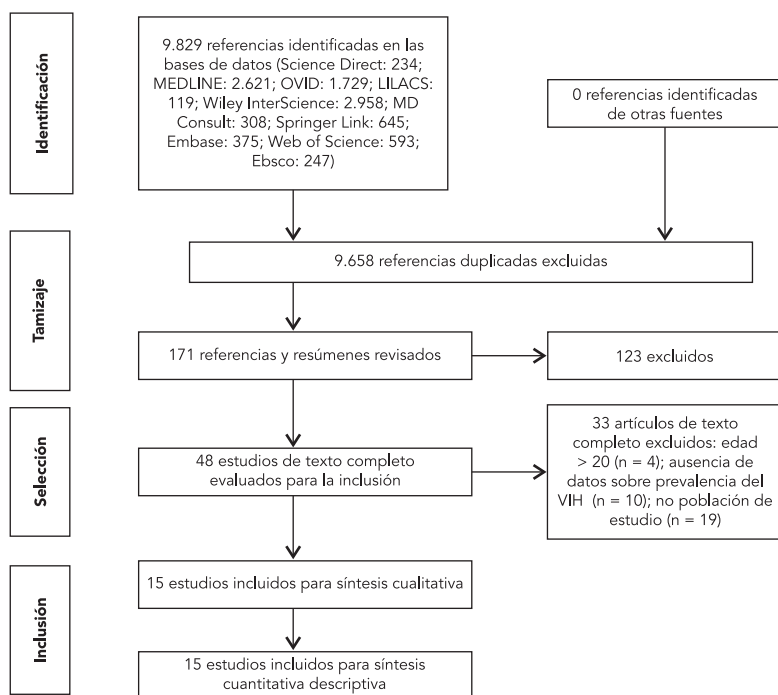 Identificación
9.829 referencias identificadas en las
bases de datos (Science Direct: 234;
MEDLINE: 2.621; OVID: 1.729; LILACS:
119; Wiley InterScience: 2.958; MD
Consult: 308; Springer Link: 645;
Embase: 375; Web of Science: 593;
Ebsco: 247)
0 referencias identificadas
de otras fuentes
Tamizaje
9.658 referencias duplicadas excluidas
171 referencias y resúmenes revisados
123 excluidos
Selección
48 estudios de texto completo
evaluados para la inclusión
33 artículos de texto
completo excluidos: edad
> 20 (n = 4); ausencia de
datos sobre prevalencia del
VIH (n = 10); no población de
estudio (n = 19)
Inclusión
15 estudios incluidos para síntesis cualitativa
15 estudios incluidos para síntesis
cuantitativa descriptiva